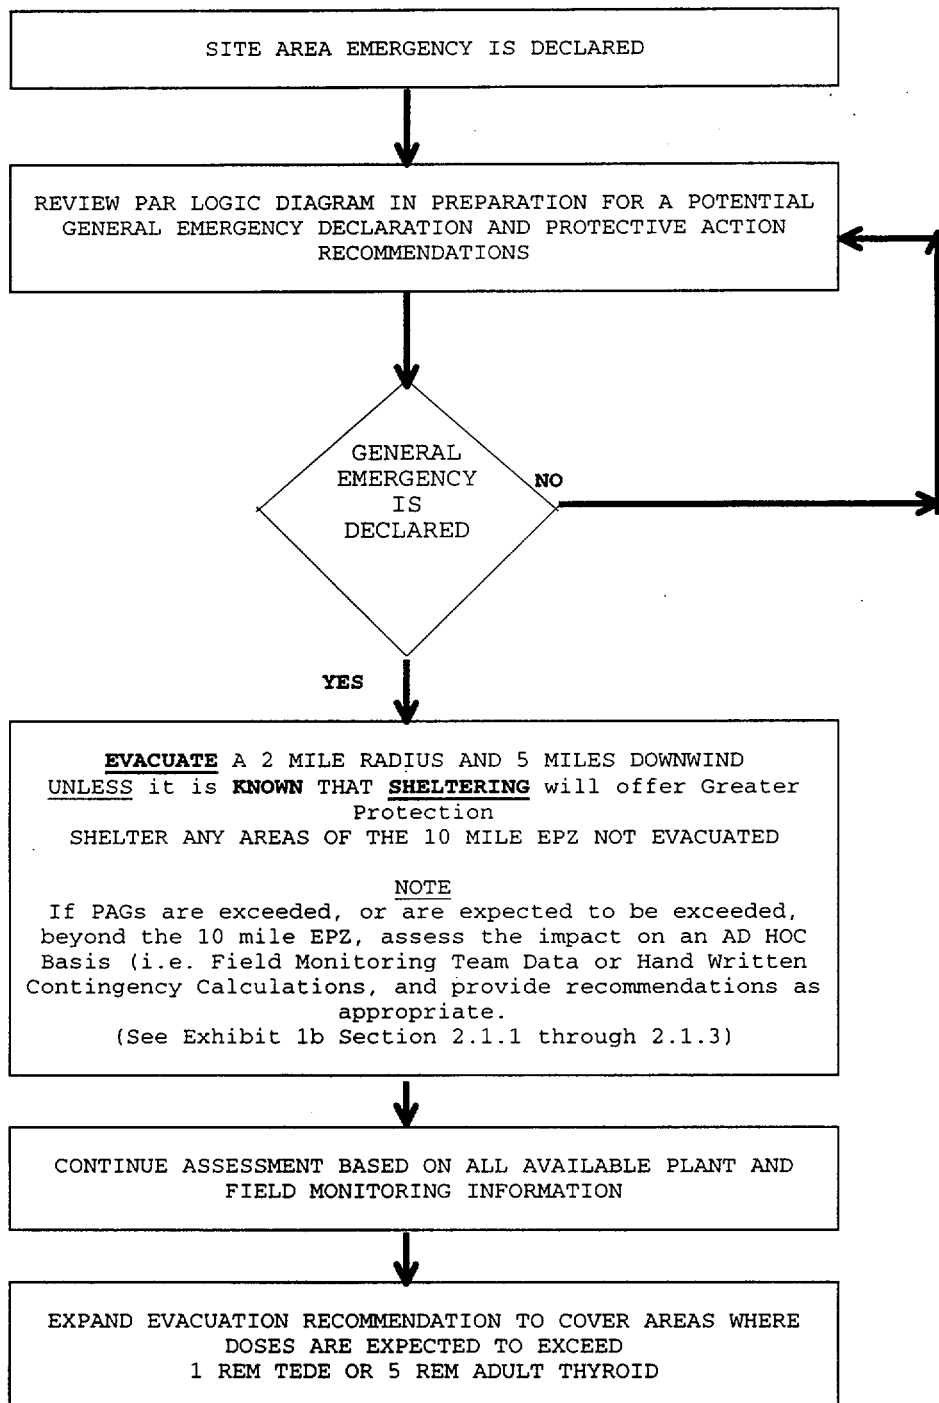 SITE AREA EMERGENCY IS DECLARED
REVIEW PAR LOGIC DIAGRAM IN PREPARATION FOR A POTENTIAL
GENERAL EMERGENCY DECLARATION AND PROTECTIVE ACTION
RECOMMENDATIONS
GENERAL
EMERGENCY
IS
DECLARED
NO
YES
EVACUATE A 2 MILE RADIUS AND 5 MILES DOWNWIND
UNLESS it is KNOWN THAT SHELTERING will offer Greater
Protection
SHELTER ANY AREAS OF THE 10 MILE EPZ NOT EVACUATED
NOTE
If PAGs are exceeded, or are expected to be exceeded,
beyond the 10 mile EPZ, assess the impact on an AD HOC
Basis (i.e. Field Monitoring Team Data or Hand Written
Contingency Calculations, and provide recommendations as
appropriate.
(See Exhibit 1b Section 2.1.1 through 2.1.3)
CONTINUE ASSESSMENT BASED ON ALL AVAILABLE PLANT AND
FIELD MONITORING INFORMATION
EXPAND EVACUATION RECOMMENDATION TO COVER AREAS WHERE
DOSES ARE EXPECTED TO EXCEED
1 REM TEDE OR 5 REM ADULT THYROID